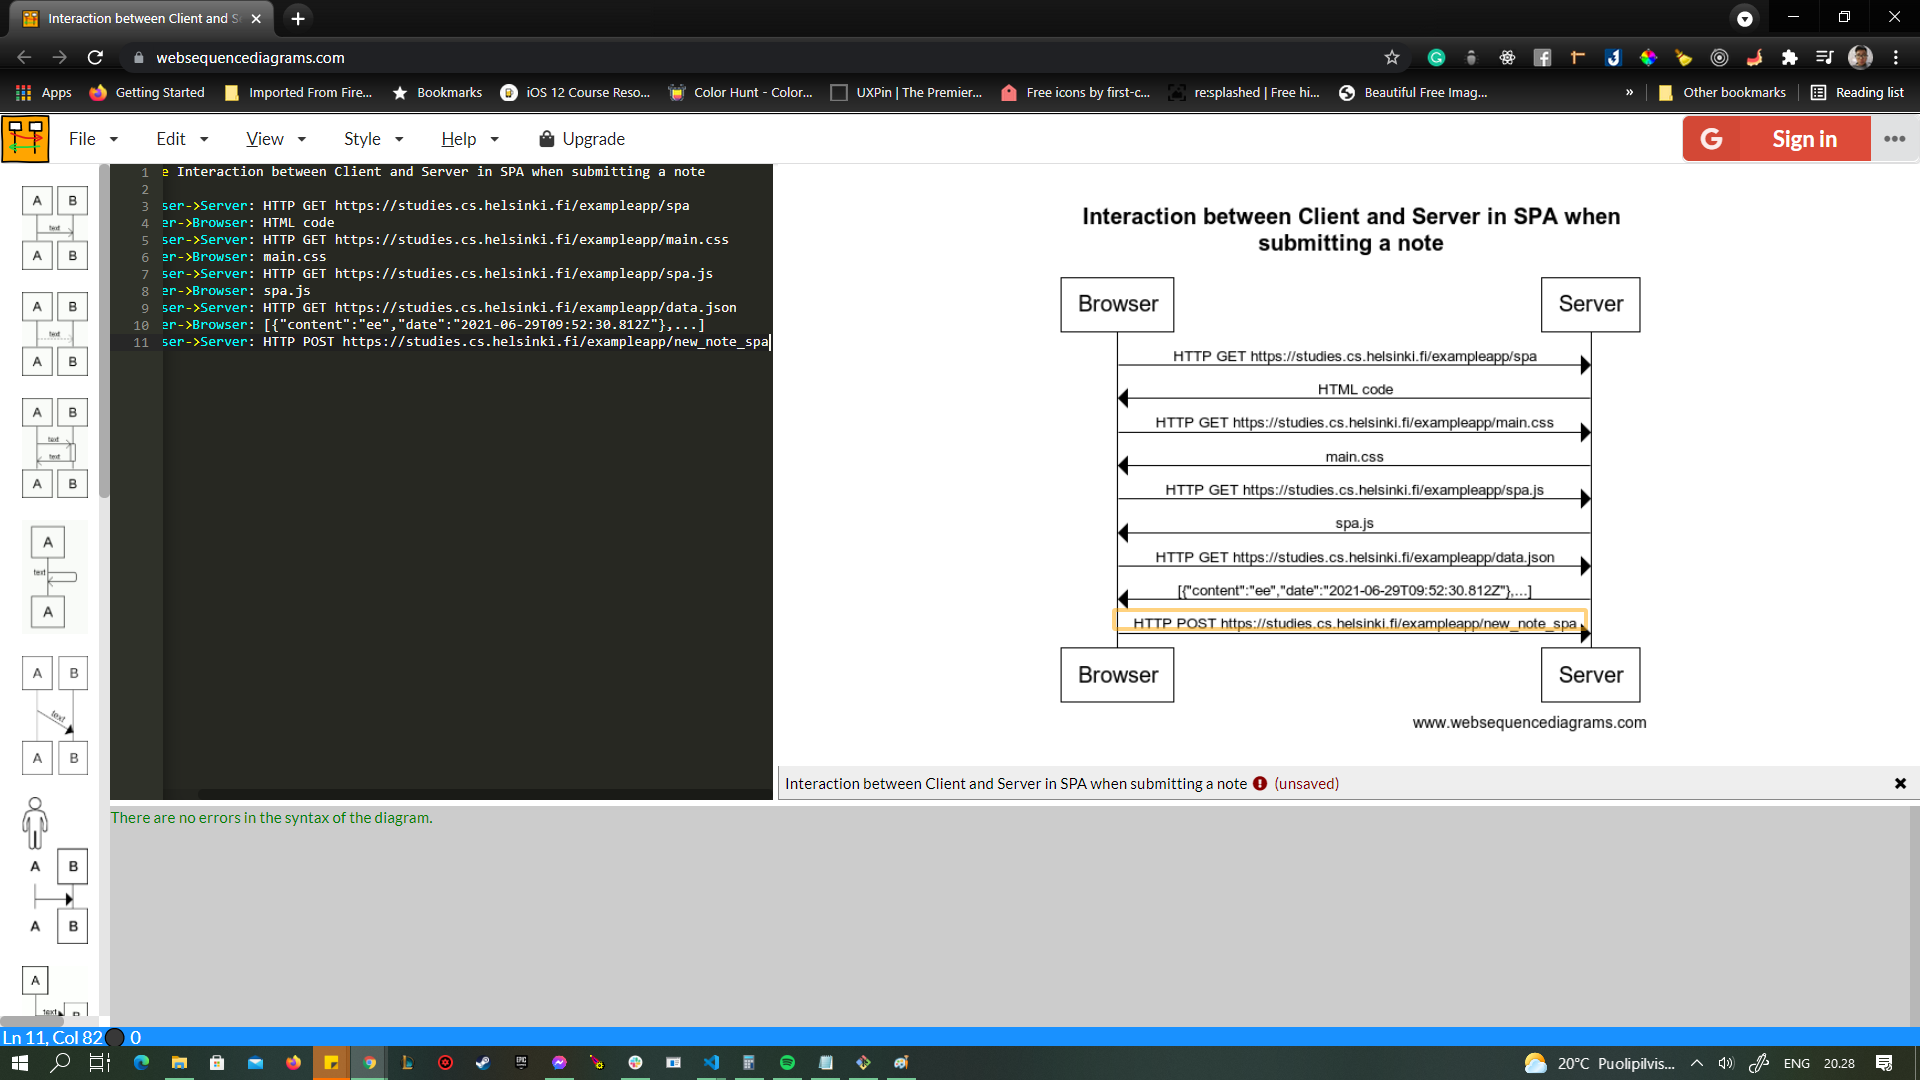 Interaction between Client and S
websequencediagrams.com
Apps
Getting Started
Imported From Fire...
Bookmarks
iOS 12 Course Reso...
Color Hunt - Color...
UXPin | The Premier...
Free icons by first-c...
re:splashed | Free hi...
Beautiful Free Imag...
»
Other bookmarks
Reading list
File
Edit
View
Style
Help
Upgrade
G Sign in
1 e Interaction between Client and Server in SPA when submitting a note
2
3 ser->Server: HTTP GET https://studies.cs.helsinki.fi/exampleapp/spa
4 er->Browser: HTML code
5 ser->Server: HTTP GET https://studies.cs.helsinki.fi/exampleapp/main.css
6 er->Browser: main.css
7 ser->Server: HTTP GET https://studies.cs.helsinki.fi/exampleapp/spa.js
8 er->Browser: spa.js
9 ser->Server: HTTP GET https://studies.cs.helsinki.fi/exampleapp/data.json
10 er->Browser: [{"content":"ee","date":"2021-06-29T09:52:30.812Z"},...]
11 ser->Server: HTTP POST https://studies.cs.helsinki.fi/exampleapp/new_note_spa
A B
text
A B
A B
text
A B
A B
text
text
A B
A
text
A
A B
text
A B
A B
A B
A
text B
Interaction between Client and Server in SPA when
submitting a note
Browser Server
HTTP GET https://studies.cs.helsinki.fi/exampleapp/spa
HTML code
HTTP GET https://studies.cs.helsinki.fi/exampleapp/main.css
main.css
HTTP GET https://studies.cs.helsinki.fi/exampleapp/spa.js
spa.js
HTTP GET https://studies.cs.helsinki.fi/exampleapp/data.json
[{"content":"ee","date":"2021-06-29T09:52:30.812Z"},...]
HTTP POST https://studies.cs.helsinki.fi/exampleapp/new_note_spa
Browser Server
www.websequencediagrams.com
Interaction between Client and Server in SPA when submitting a note (unsaved)
There are no errors in the syntax of the diagram.
Ln 11, Col 82 0
20°C Puolipilvis...
ENG
20.28